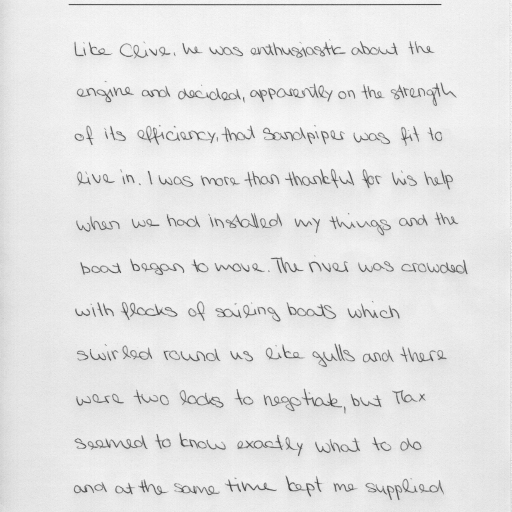 Like Clive, he was enthusiastic about the
engine and decided, apparently on the strength
of its efficiency, that Sandpiper was fit to
live in. I was more than thankful for his help
when we had installed my things and the
boat began to move. The river was crowded
with flocks of sailing boats which
swirled round us like gulls and there
were two locks to negotiate, but Max
seemed to know exactly what to do
and at the same time kept me supplied